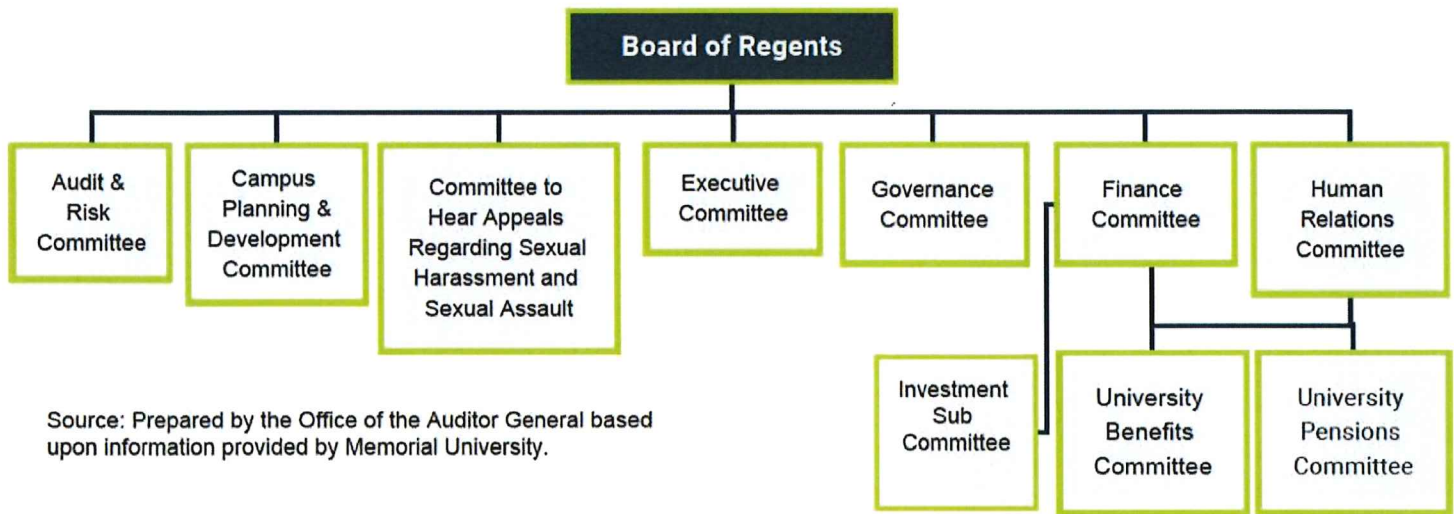 Board of Regents
Audit &
Risk
Committee
Campus
Planning &
Development
Committee
Committee to
Hear Appeals
Regarding Sexual
Harassment and
Sexual Assault
Executive
Committee
Governance
Committee
Finance
Committee
Human
Relations
Committee
Investment
Sub
Committee
University
Benefits
Committee
University
Pensions
Committee
Source: Prepared by the Office of the Auditor General based
upon information provided by Memorial University.